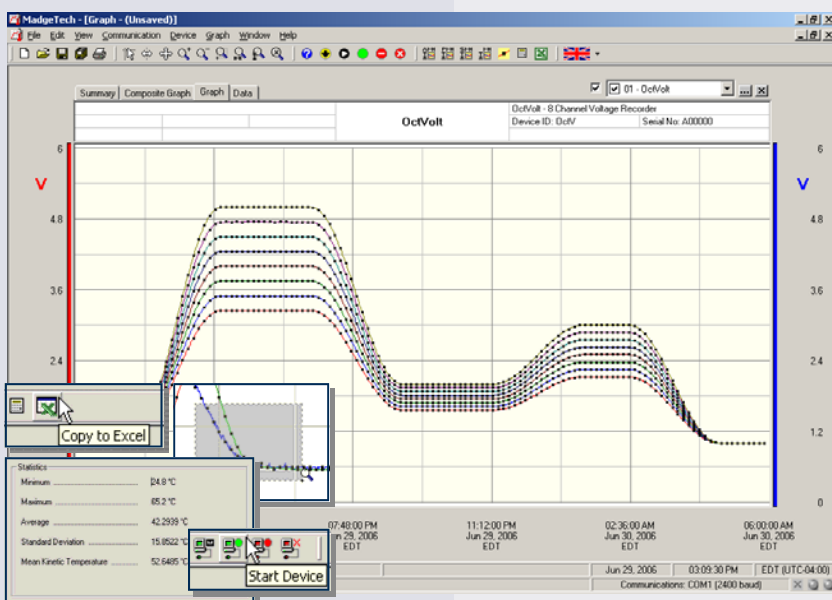 MadgeTech - [Graph - (Unsaved)]
File Edit View Communication Device Graph Window Help
Summary Composite Graph Graph Data
01 - OctVolt
OctVolt
OctVolt - 8 Channel Voltage Recorder
Device ID: OctV Serial No: A00000
6 6
V V
4.8 4.8
3.6 3.6
2.4 2.4
1.2
0
Copy to Excel
Statistics
Minimum 24.8 °C
Maximum 65.2 °C
Average 42.2939 °C
Standard Deviation 15.8522 °C
Mean Kinetic Temperature 52.6485 °C
Start Device
07:48:00 PM 11:12:00 PM 02:36:00 AM 06:00:00 AM
Jun 29, 2006 Jun 29, 2006 Jun 30, 2006 Jun 30, 2006
EDT EDT EDT EDT
Jun 29, 2006 03:09:30 PM EDT (UTC-04:00)
Communications: COM1 (2400 baud)